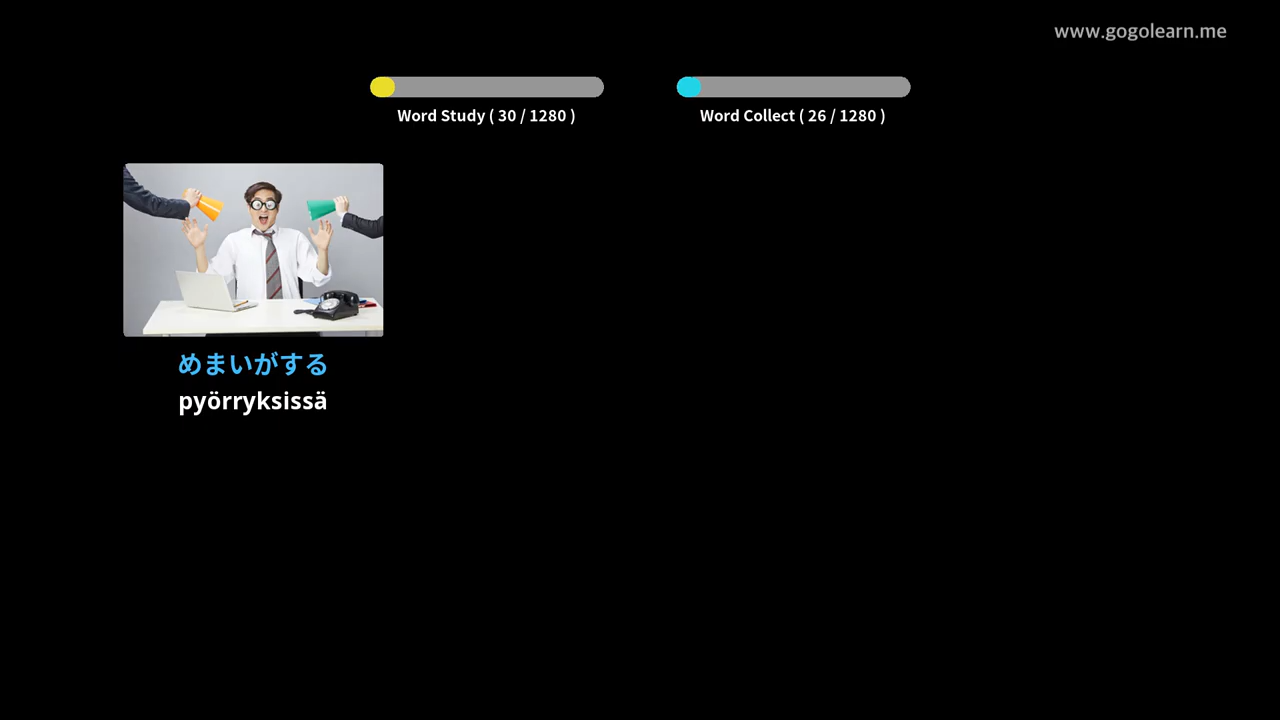 www.gogolearn.me
Word Study ( 30 / 1280 )
Word Collect ( 26 / 1280 )
めまいがする
pyörryksissä